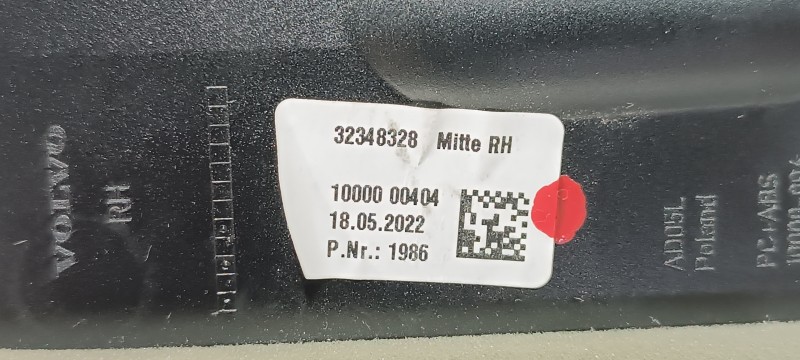 VOLVO
RH
32348328 Mitte RH
10000 00404
18.05.2022
P.Nr.: 1986
AD05L
Poland
PC+ABS